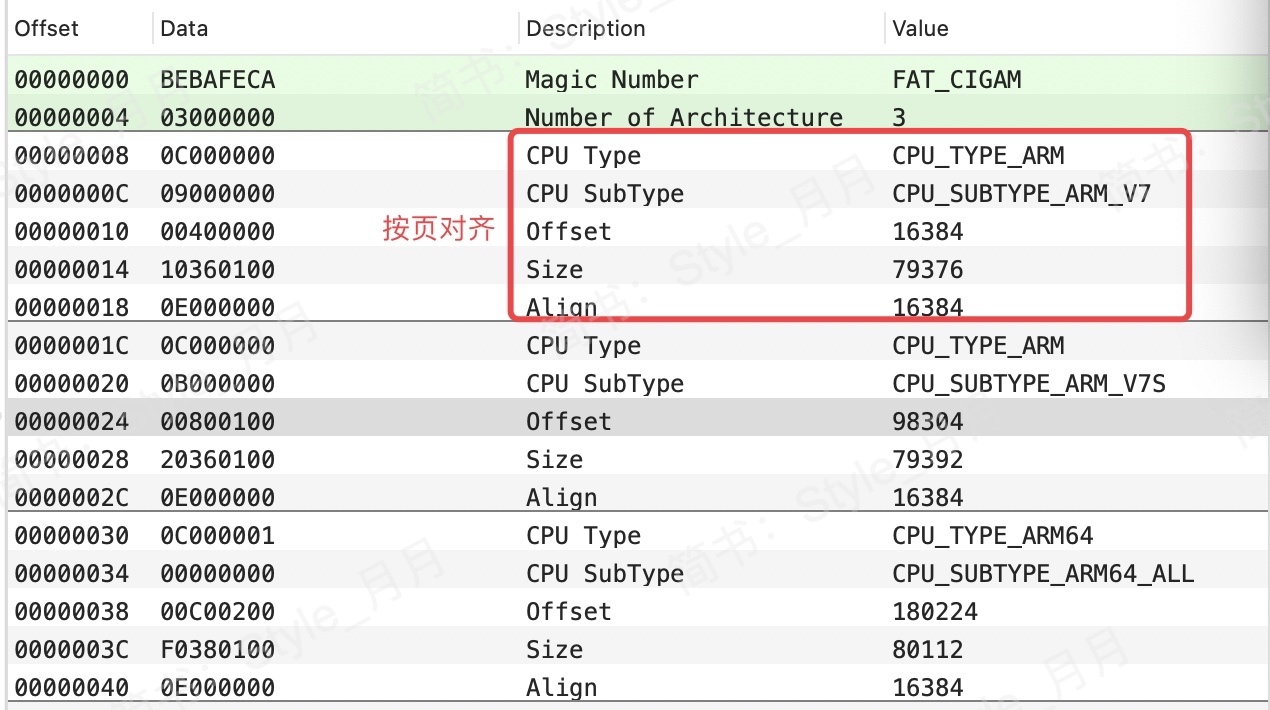 Offset Data Description Value
00000000 BEBAFECA Magic Number FAT_CIGAM
00000004 03000000 Number of Architecture 3
00000008 0C000000 CPU Type CPU_TYPE_ARM
0000000C 09000000 CPU SubType CPU_SUBTYPE_ARM_V7
00000010 00400000 按页对齐 Offset 16384
00000014 10360100 Size 79376
00000018 0E000000 Align 16384
0000001C 0C000000 CPU Type CPU_TYPE_ARM
00000020 0B000000 CPU SubType CPU_SUBTYPE_ARM_V7S
00000024 00800100 Offset 98304
00000028 20360100 Size 79392
0000002C 0E000000 Align 16384
00000030 0C000001 CPU Type CPU_TYPE_ARM64
00000034 00000000 CPU SubType CPU_SUBTYPE_ARM64_ALL
00000038 00C00200 Offset 180224
0000003C F0380100 Size 80112
00000040 0E000000 Align 16384
简书：Style_月月